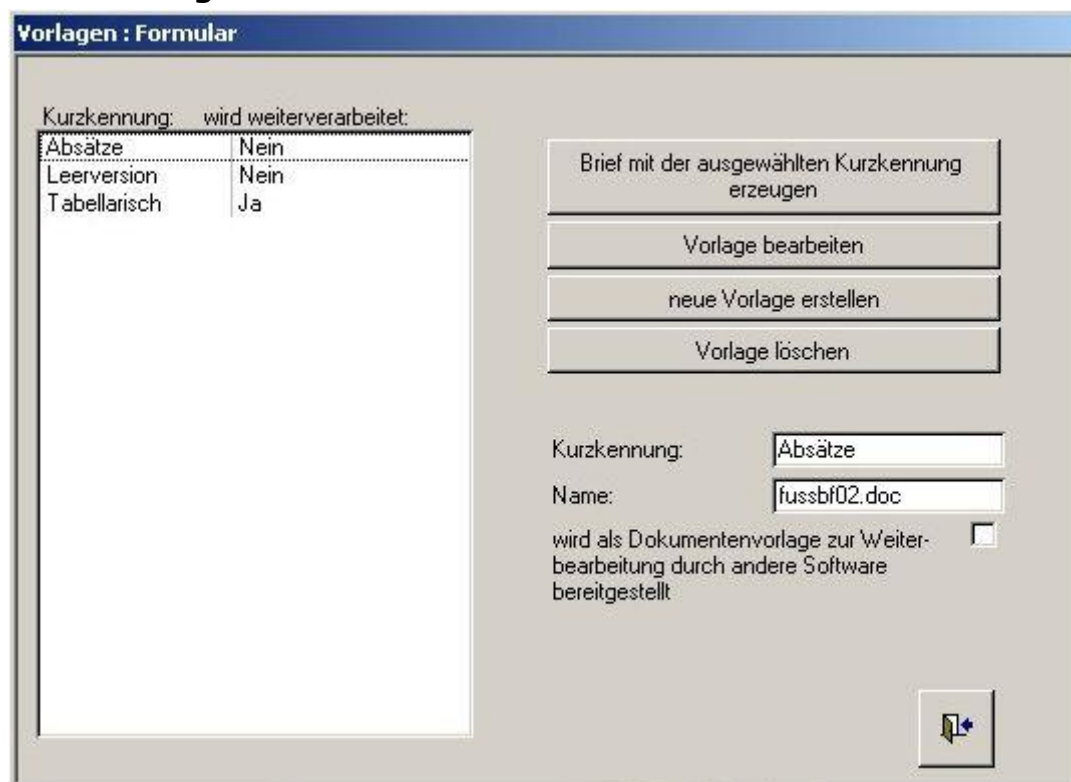 Vorlagen : Formular
Kurzkennung: wird weiterverarbeitet:
Absätze Nein
Leerversion Nein
Tabellarisch Ja
Brief mit der ausgewählten Kurzkennung
erzeugen
Vorlage bearbeiten
neue Vorlage erstellen
Vorlage löschen
Kurzkennung: Absätze
Name: fussbf02.doc
wird als Dokumentenvorlage zur Weiter-
bearbeitung durch andere Software
bereitgestellt